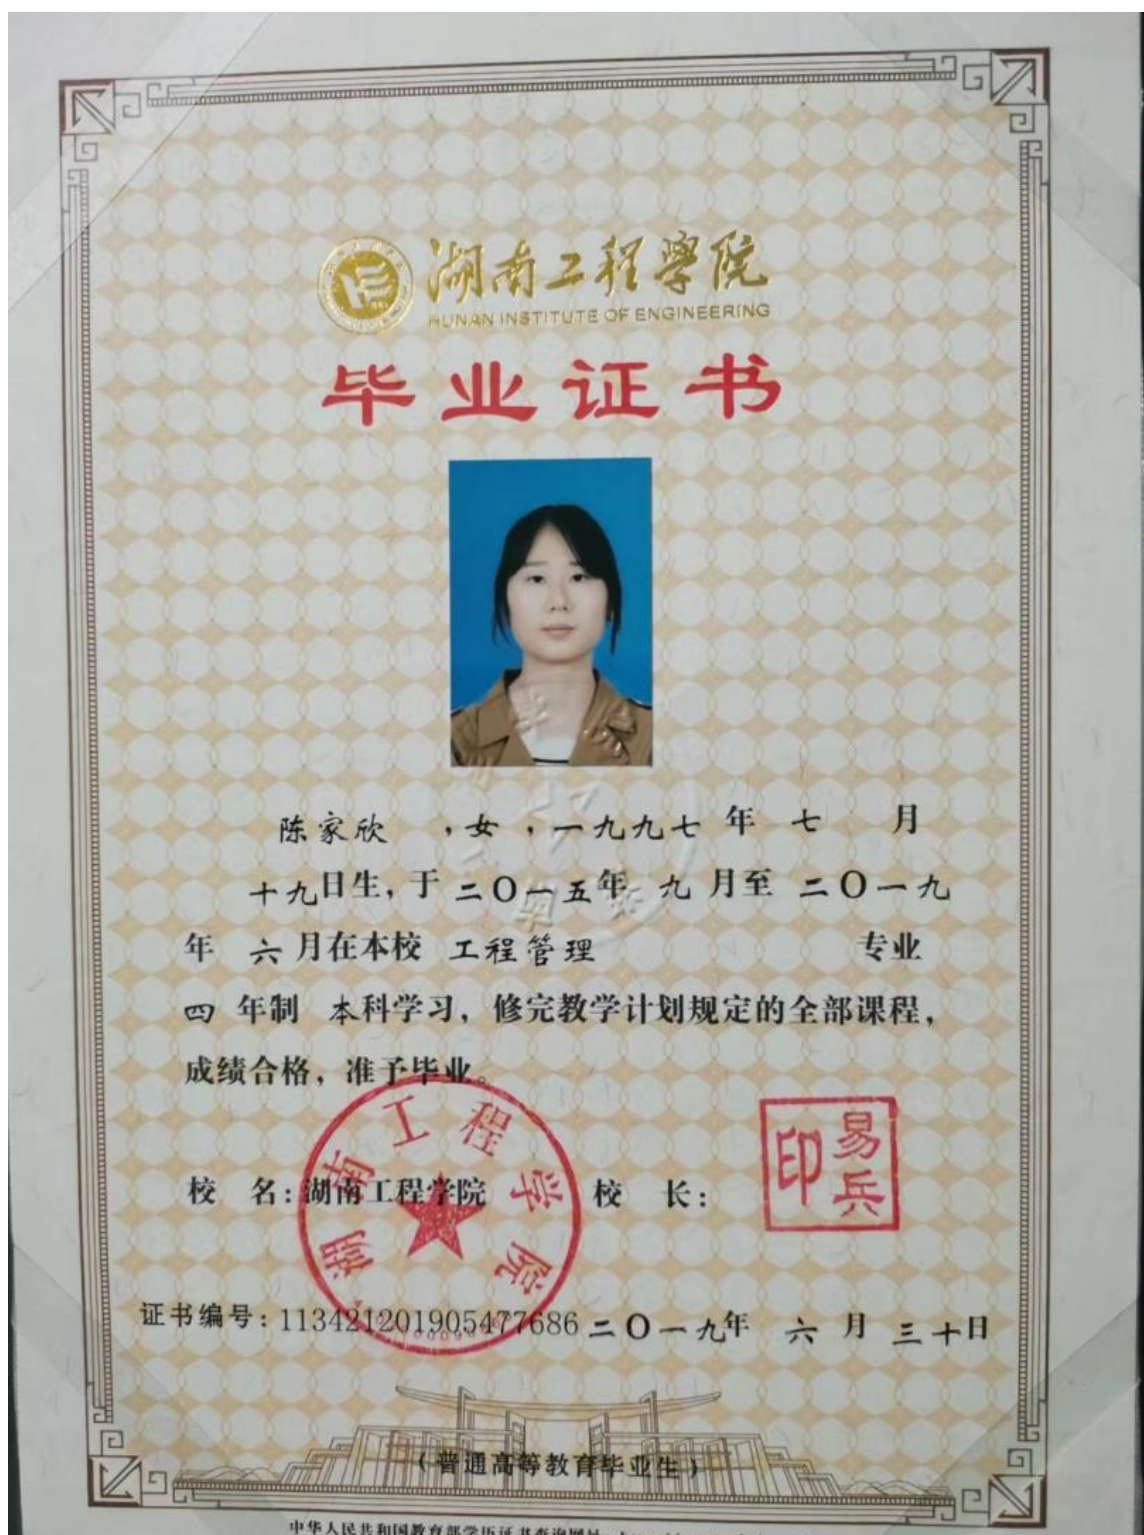 湖南工程学院
HUNAN INSTITUTE OF ENGINEERING
毕业证书
陈家欣 ，女，一九九七年 七 月
十九日生，于二〇一五年 九 月至 二〇一九
年 六月在本校 工程管理 专业
四 年制 本科学习，修完教学计划规定的全部课程，
成绩合格，准予毕业。
湖南工程学院
校 名：湖南工程学院 校 长：
易兵印
证书编号：113421201905477686 二〇一九年 六 月 三十日
（普通高等教育毕业生）
中华人民共和国教育部学历证书查询网址